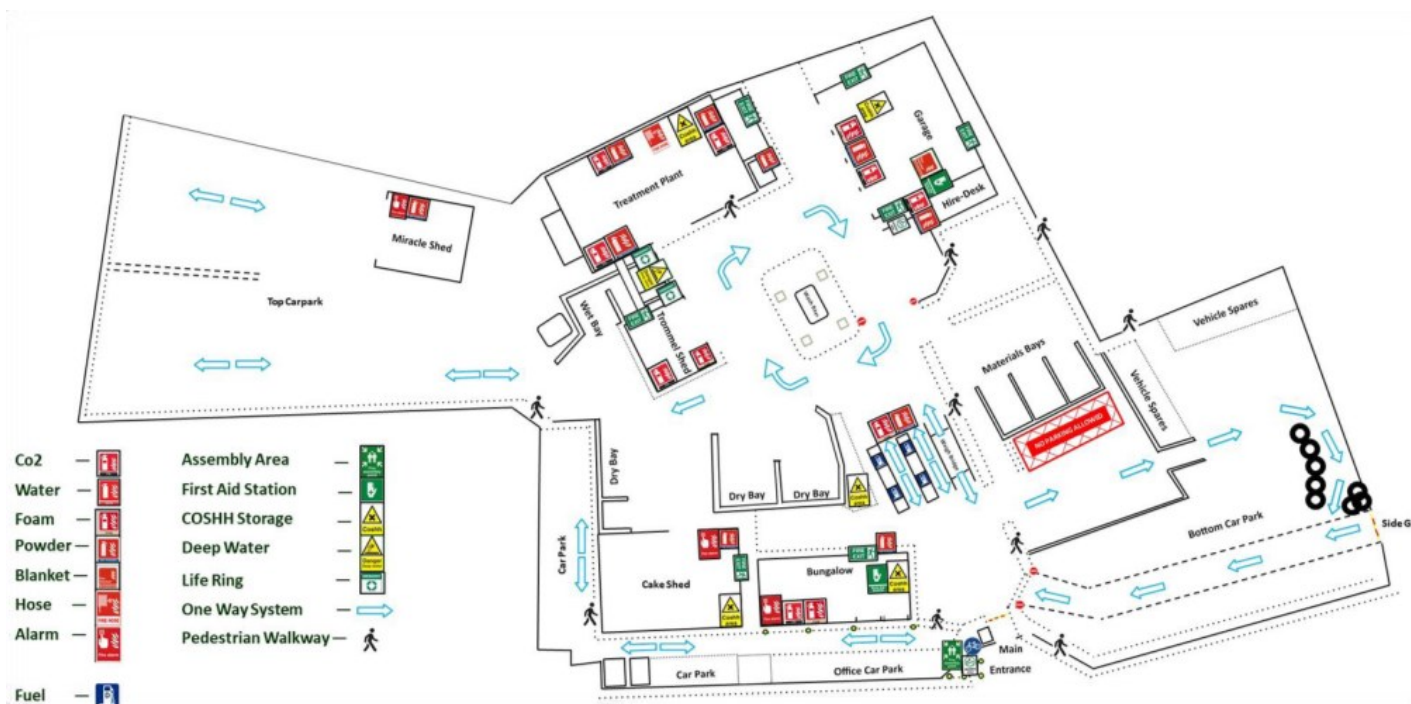 Garage
Treatment Plant
Hire-Desk
Miracle Shed
Top Carpark
Wet Bay
Trommel Shed
Vehicle Spares
Materials Bays
Vehicle Spares
NO PARKING ALLOWED
Dry Bay
Dry Bay
Dry Bay
Bottom Car Park
Side G
Car Park
Cake Shed
Bungalow
Main
Entrance
Car Park
Office Car Park
Co2
Water
Foam
Powder
Blanket
Hose
Alarm
Fuel
Assembly Area
First Aid Station
COSHH Storage
Deep Water
Life Ring
One Way System
Pedestrian Walkway